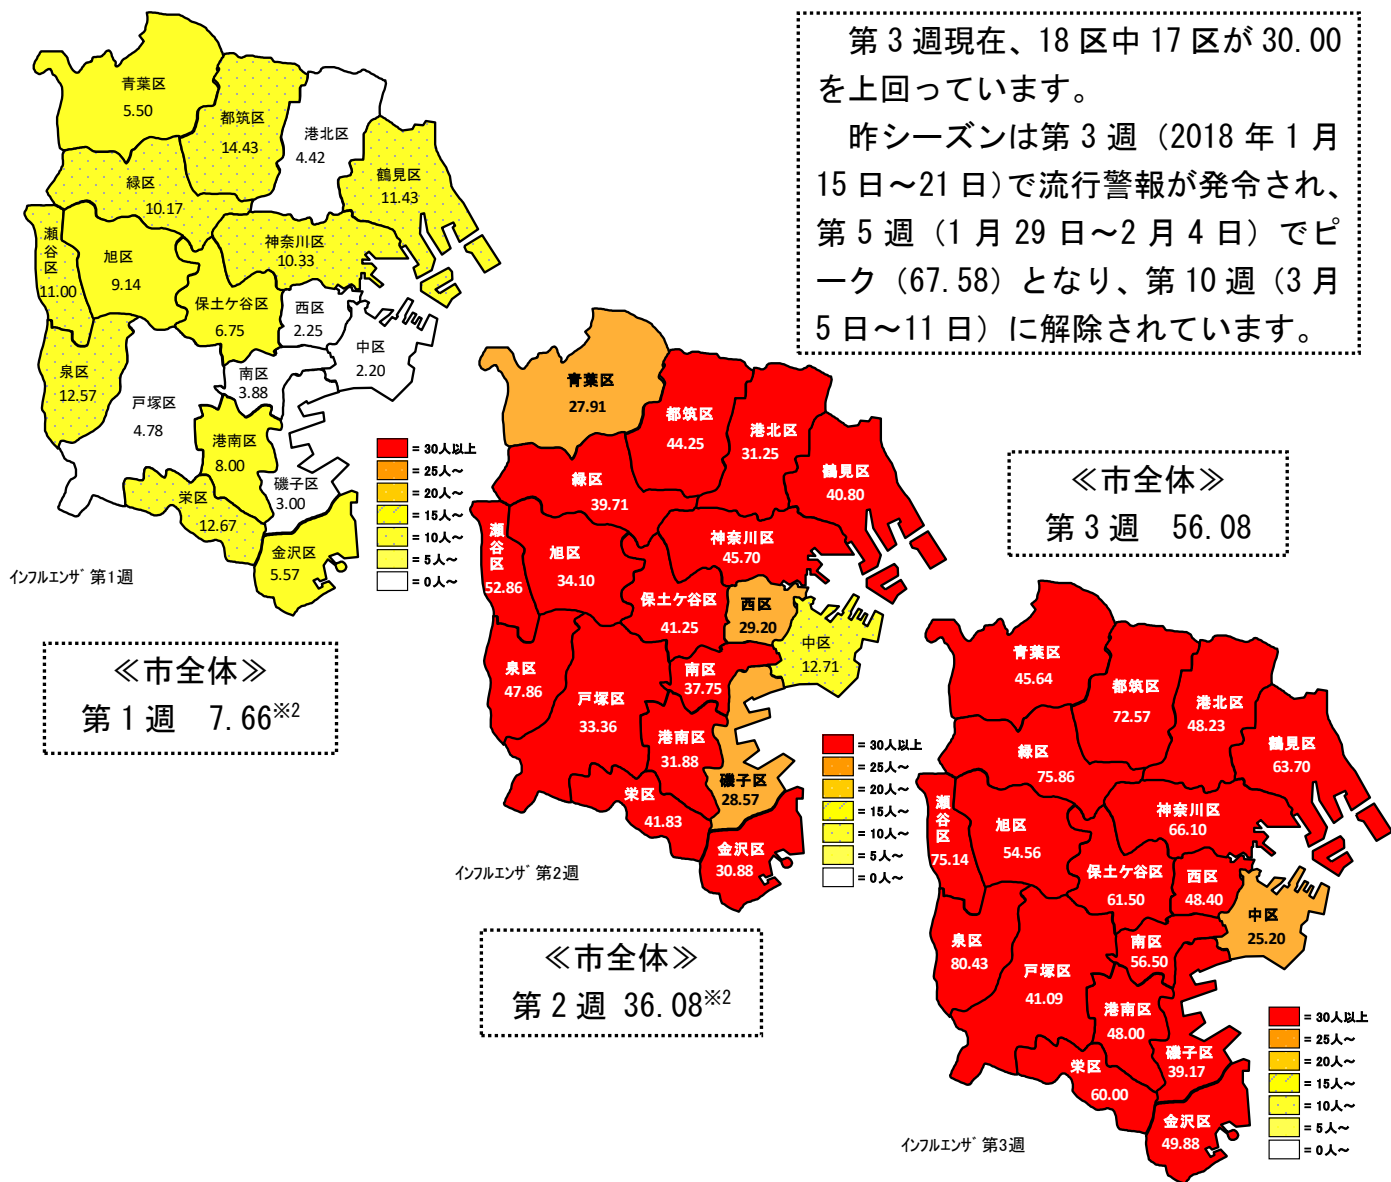 第3週現在、18区中17区が30.00
を上回っています。
昨シーズンは第3週（2018年1月
15日～21日）で流行警報が発令され、
第5週（1月29日～2月4日）でピ
ーク（67.58）となり、第10週（3月
5日～11日）に解除されています。
青葉区
5.50
都筑区
14.43
港北区
4.42
鶴見区
11.43
緑区
10.17
神奈川区
10.33
瀬谷区
11.00
旭区
9.14
保土ケ谷区
6.75
西区
2.25
中区
2.20
泉区
12.57
戸塚区
4.78
南区
3.88
港南区
8.00
磯子区
3.00
栄区
12.67
金沢区
5.57
= 30人以上
= 25人～
= 20人～
= 15人～
= 10人～
= 5人～
= 0人～
インフルエンザ 第1週
≪市全体≫
第1週 7.66※2
青葉区
27.91
都筑区
44.25
港北区
31.25
鶴見区
40.80
緑区
39.71
神奈川区
45.70
瀬谷区
52.86
旭区
34.10
保土ケ谷区
41.25
西区
29.20
中区
12.71
泉区
47.86
戸塚区
33.36
南区
37.75
港南区
31.88
磯子区
28.57
栄区
41.83
金沢区
30.88
= 30人以上
= 25人～
= 20人～
= 15人～
= 10人～
= 5人～
= 0人～
インフルエンザ 第2週
≪市全体≫
第2週 36.08※2
≪市全体≫
第3週 56.08
青葉区
45.64
都筑区
72.57
港北区
48.23
鶴見区
63.70
緑区
75.86
神奈川区
66.10
瀬谷区
75.14
旭区
54.56
保土ケ谷区
61.50
西区
48.40
中区
25.20
泉区
80.43
戸塚区
41.09
南区
56.50
港南区
48.00
磯子区
39.17
栄区
60.00
金沢区
49.88
= 30人以上
= 25人～
= 20人～
= 15人～
= 10人～
= 5人～
= 0人～
インフルエンザ 第3週